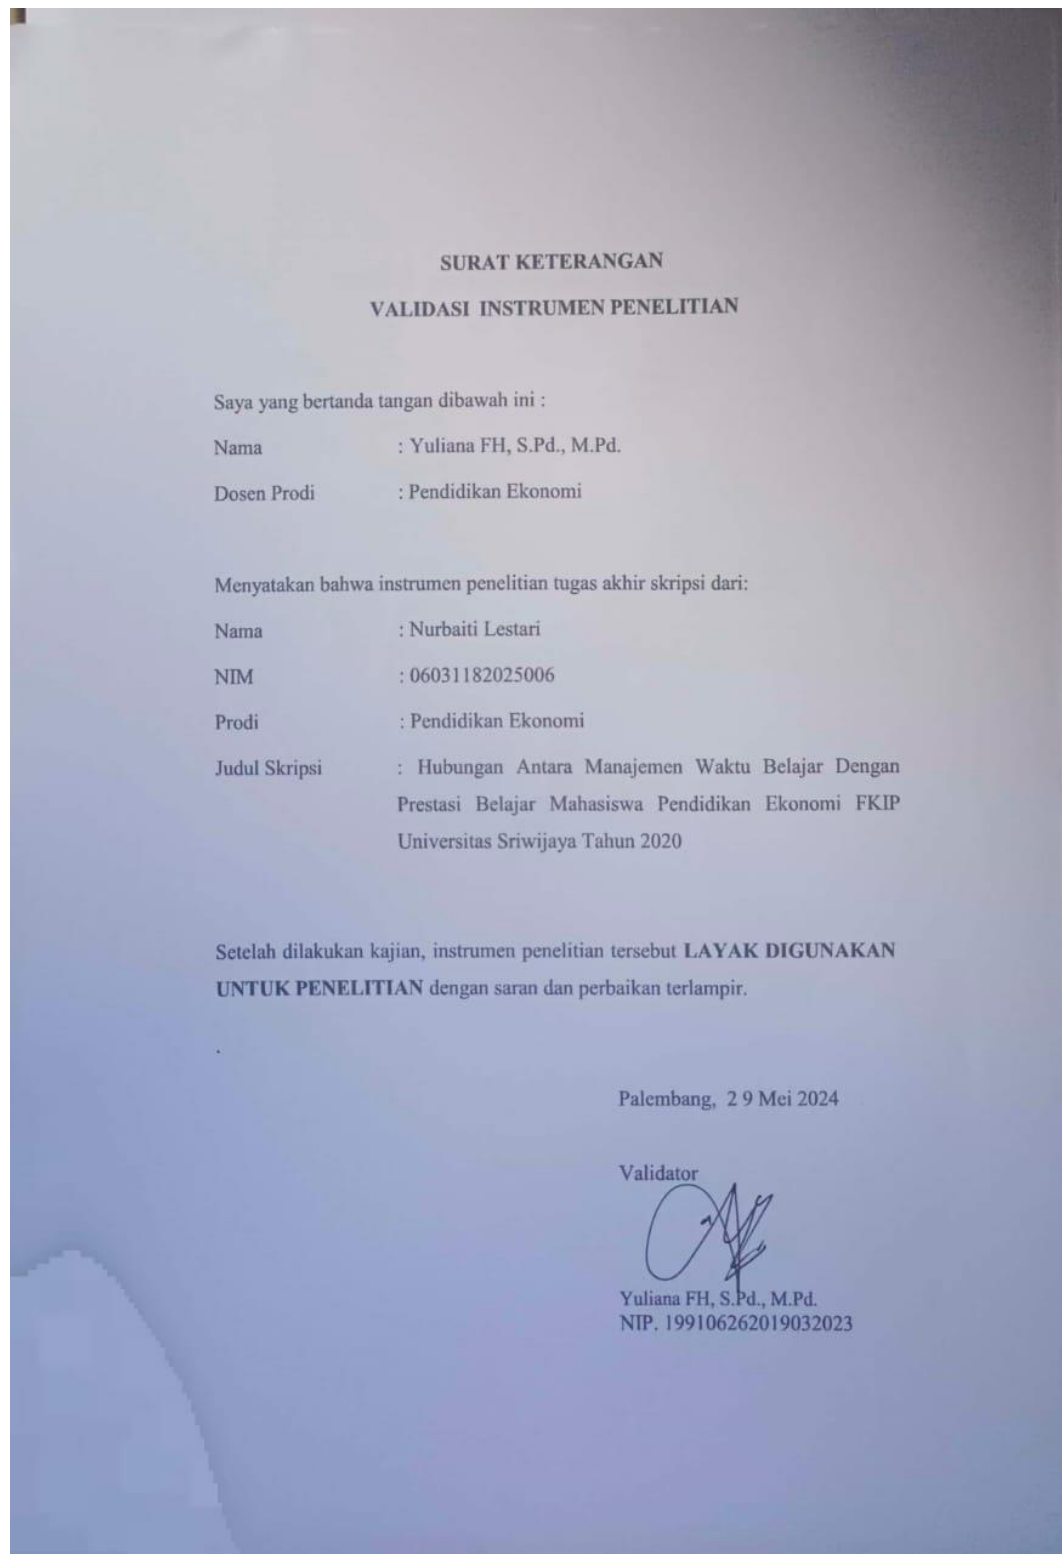 SURAT KETERANGAN
VALIDASI INSTRUMEN PENELITIAN
Saya yang bertanda tangan dibawah ini :
Nama : Yuliana FH, S.Pd., M.Pd.
Dosen Prodi : Pendidikan Ekonomi
Menyatakan bahwa instrumen penelitian tugas akhir skripsi dari:
Nama : Nurbaiti Lestari
NIM : 06031182025006
Prodi : Pendidikan Ekonomi
Judul Skripsi : Hubungan Antara Manajemen Waktu Belajar Dengan
Prestasi Belajar Mahasiswa Pendidikan Ekonomi FKIP
Universitas Sriwijaya Tahun 2020
Setelah dilakukan kajian, instrumen penelitian tersebut LAYAK DIGUNAKAN
UNTUK PENELITIAN dengan saran dan perbaikan terlampir.
.
Palembang, 2 9 Mei 2024
Validator
Yuliana FH, S.Pd., M.Pd.
NIP. 199106262019032023